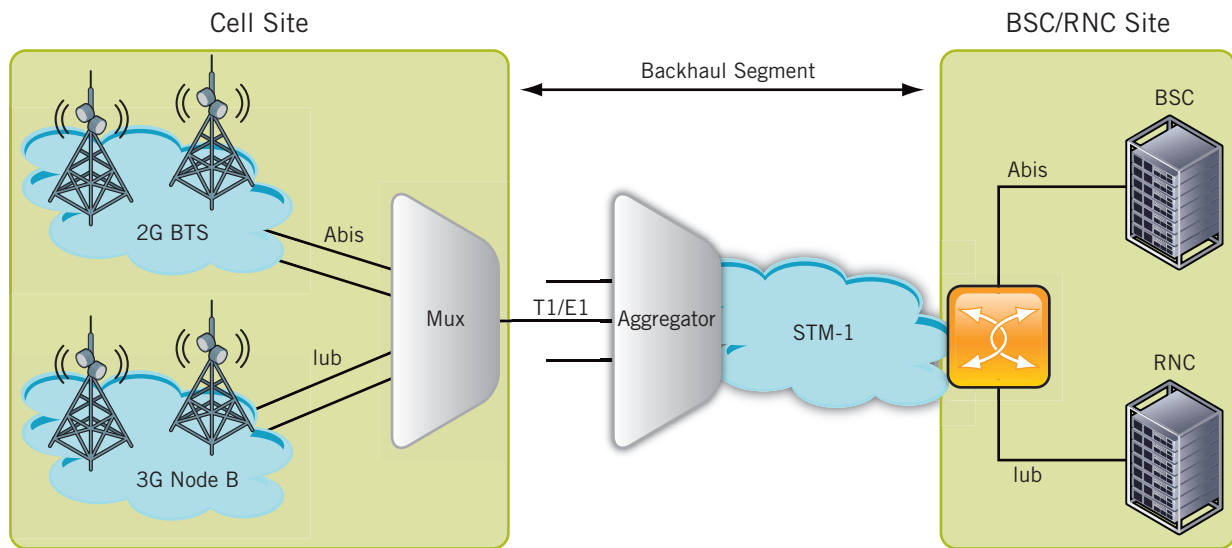 Cell Site
BSC/RNC Site
Backhaul Segment
BSC
Abis
2G BTS
Abis
Mux
T1/E1
Aggregator
STM-1
Iub
RNC
3G Node B
Iub